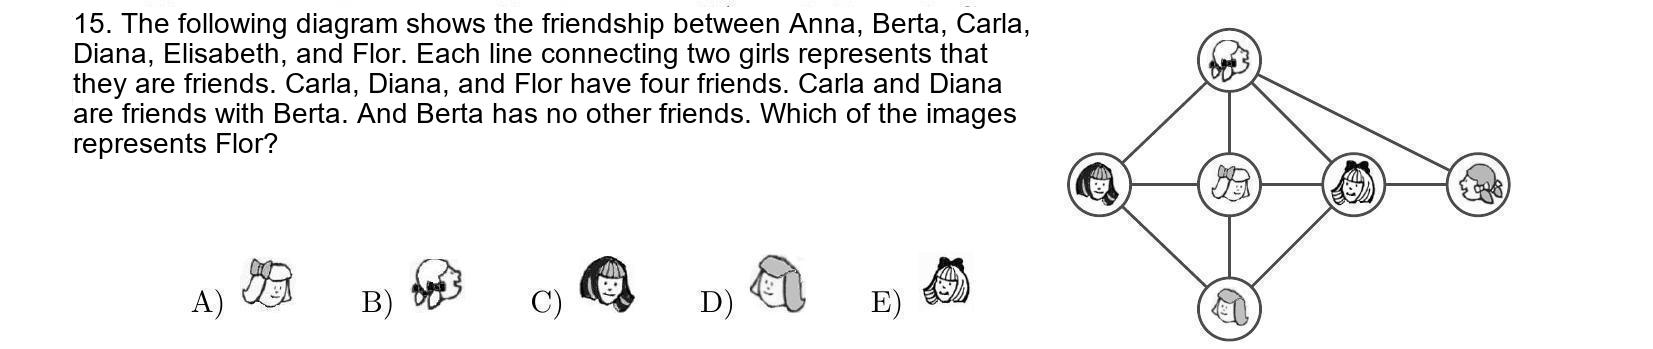 15. The following diagram shows the friendship between Anna, Berta, Carla,
Diana, Elisabeth, and Flor. Each line connecting two girls represents that
they are friends. Carla, Diana, and Flor have four friends. Carla and Diana
are friends with Berta. And Berta has no other friends. Which of the images
represents Flor?
A) B) C) D) E)